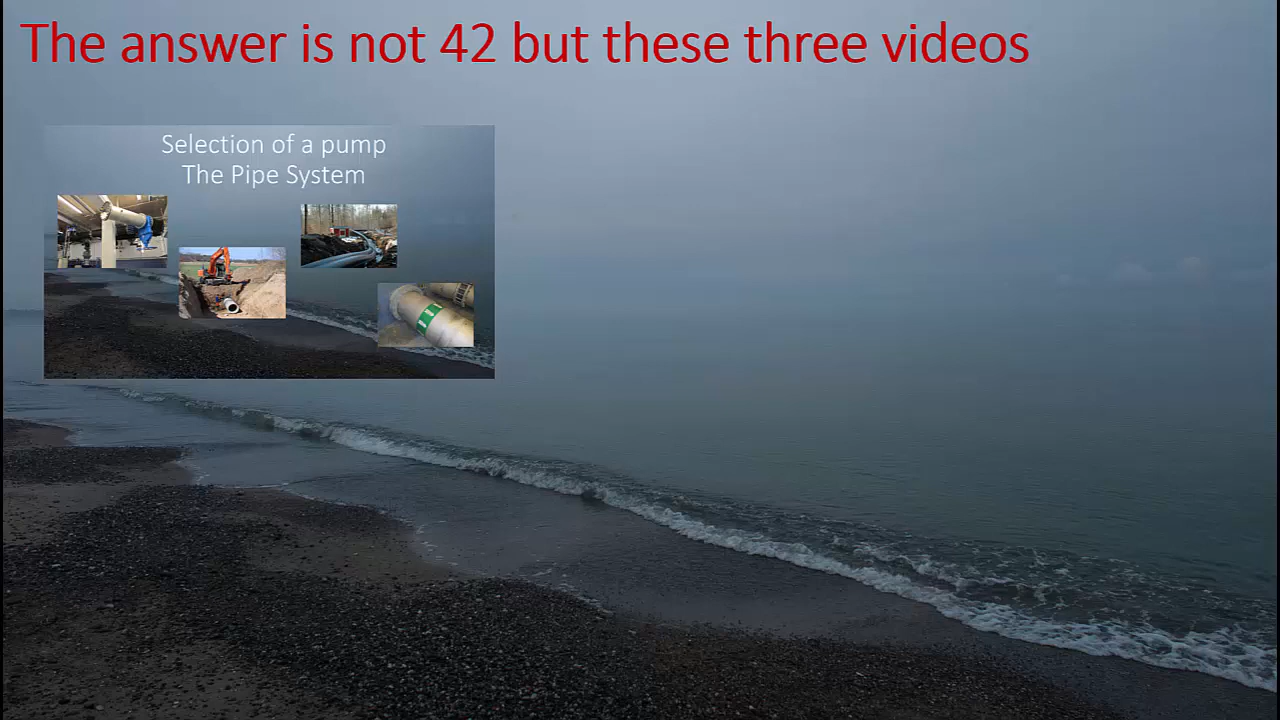 The answer is not 42 but these three videos
Selection of a pump
The Pipe System